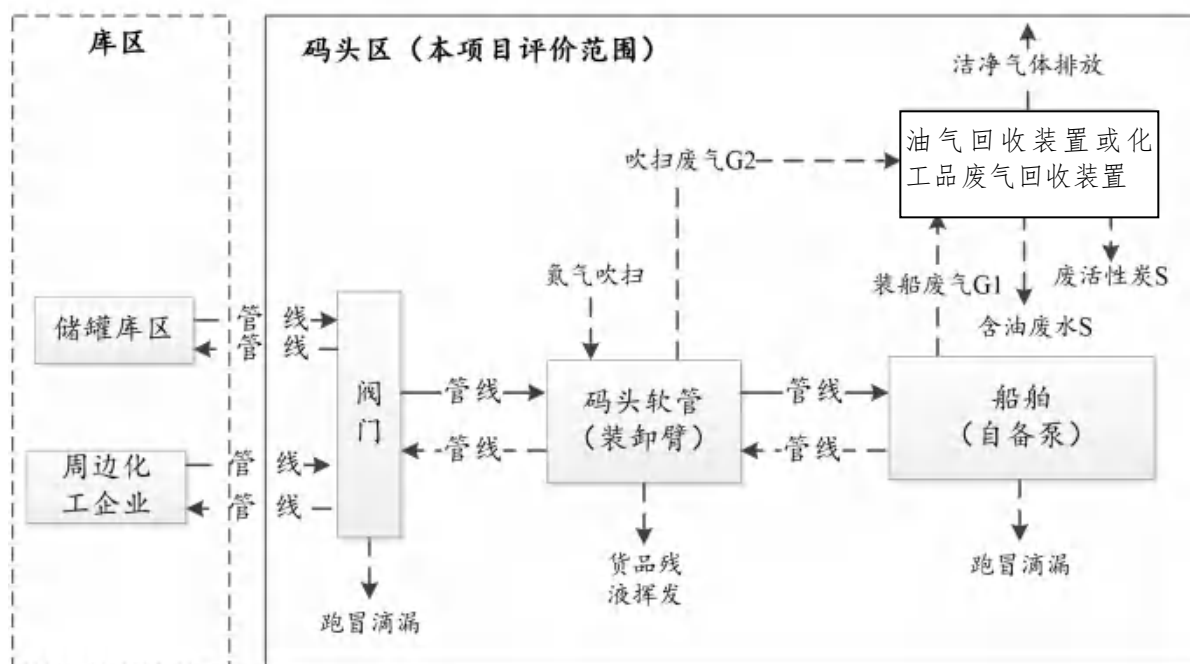 库区
码头区（本项目评价范围）
洁净气体排放
油气回收装置或化
工品废气回收装置
吹扫废气G2
氮气吹扫
装船废气G1
废活性炭S
含油废水S
储罐库区
管 线
管 线
阀
门
管线
管线
码头软管
（装卸臂）
管线
管线
船舶
（自备泵）
周边化
工企业
管 线
管 线
货品残
液挥发
跑冒滴漏
跑冒滴漏